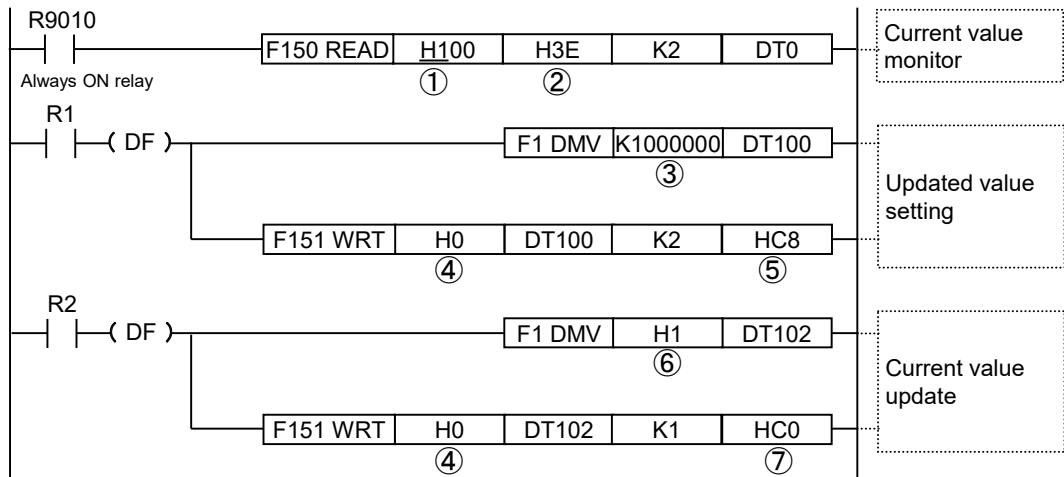 R9010
F150 READ H100 H3E K2 DT0
Current value
monitor
① ②
Always ON relay
R1
( DF )
F1 DMV K1000000 DT100
③
Updated value
setting
F151 WRT H0 DT100 K2 HC8
④ ⑤
R2
( DF )
F1 DMV H1 DT102
⑥
Current value
update
F151 WRT H0 DT102 K1 HC0
④ ⑦